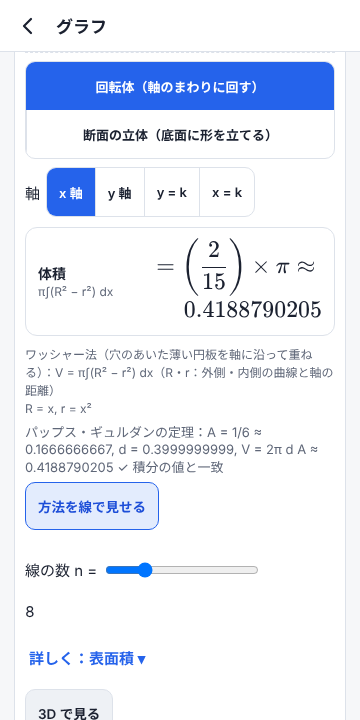 グラフ
回転体（軸のまわりに回す）
断面の立体（底面に形を立てる）
軸 x 軸 y 軸 y = k x = k
体積
π∫(R² − r²) dx
= (2/15) × π ≈
0.4188790205
ワッシャー法（穴のあいた薄い円板を軸に沿って重ね
る）：V = π∫(R² − r²) dx（R・r：外側・内側の曲線と軸の
距離）
R = x, r = x²
パップス・ギュルダンの定理：A = 1/6 ≈
0.1666666667, d = 0.3999999999, V = 2π d A ≈
0.4188790205 ✓ 積分の値と一致
方法を線で見せる
線の数 n =
8
詳しく：表面積 ▾
3D で見る